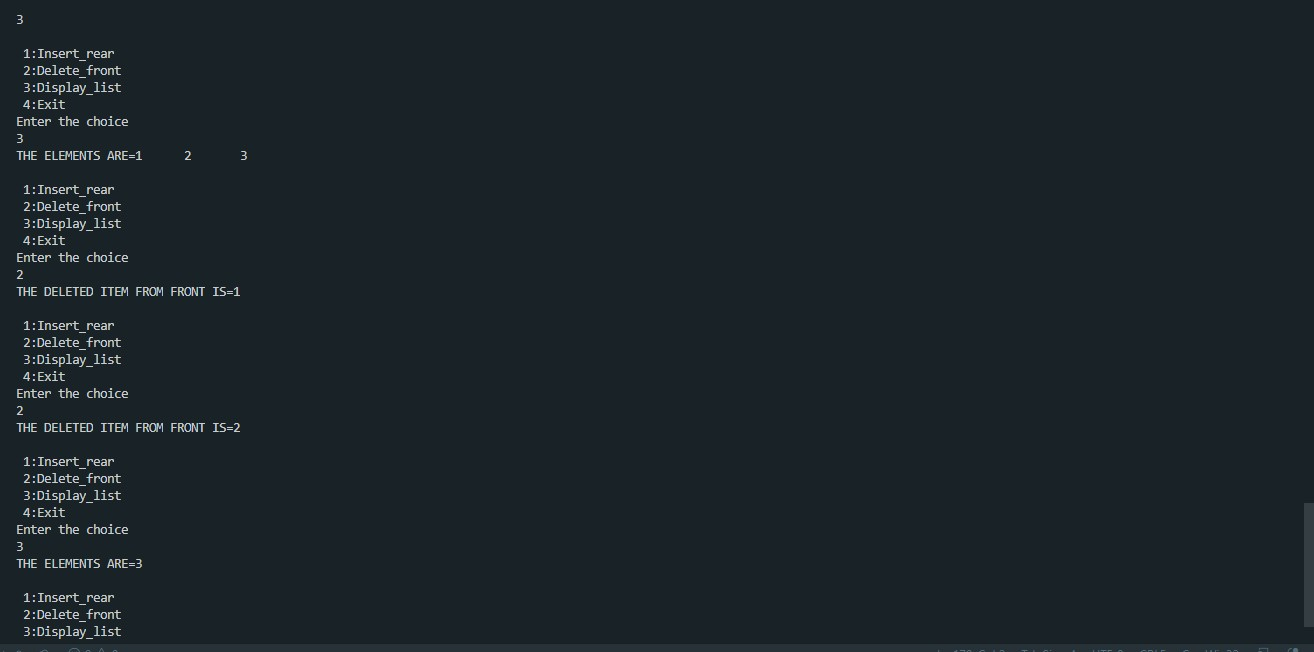 3
1:Insert_rear
2:Delete_front
3:Display_list
4:Exit
Enter the choice
3
THE ELEMENTS ARE=1 2 3
1:Insert_rear
2:Delete_front
3:Display_list
4:Exit
Enter the choice
2
THE DELETED ITEM FROM FRONT IS=1
1:Insert_rear
2:Delete_front
3:Display_list
4:Exit
Enter the choice
2
THE DELETED ITEM FROM FRONT IS=2
1:Insert_rear
2:Delete_front
3:Display_list
4:Exit
Enter the choice
3
THE ELEMENTS ARE=3
1:Insert_rear
2:Delete_front
3:Display_list